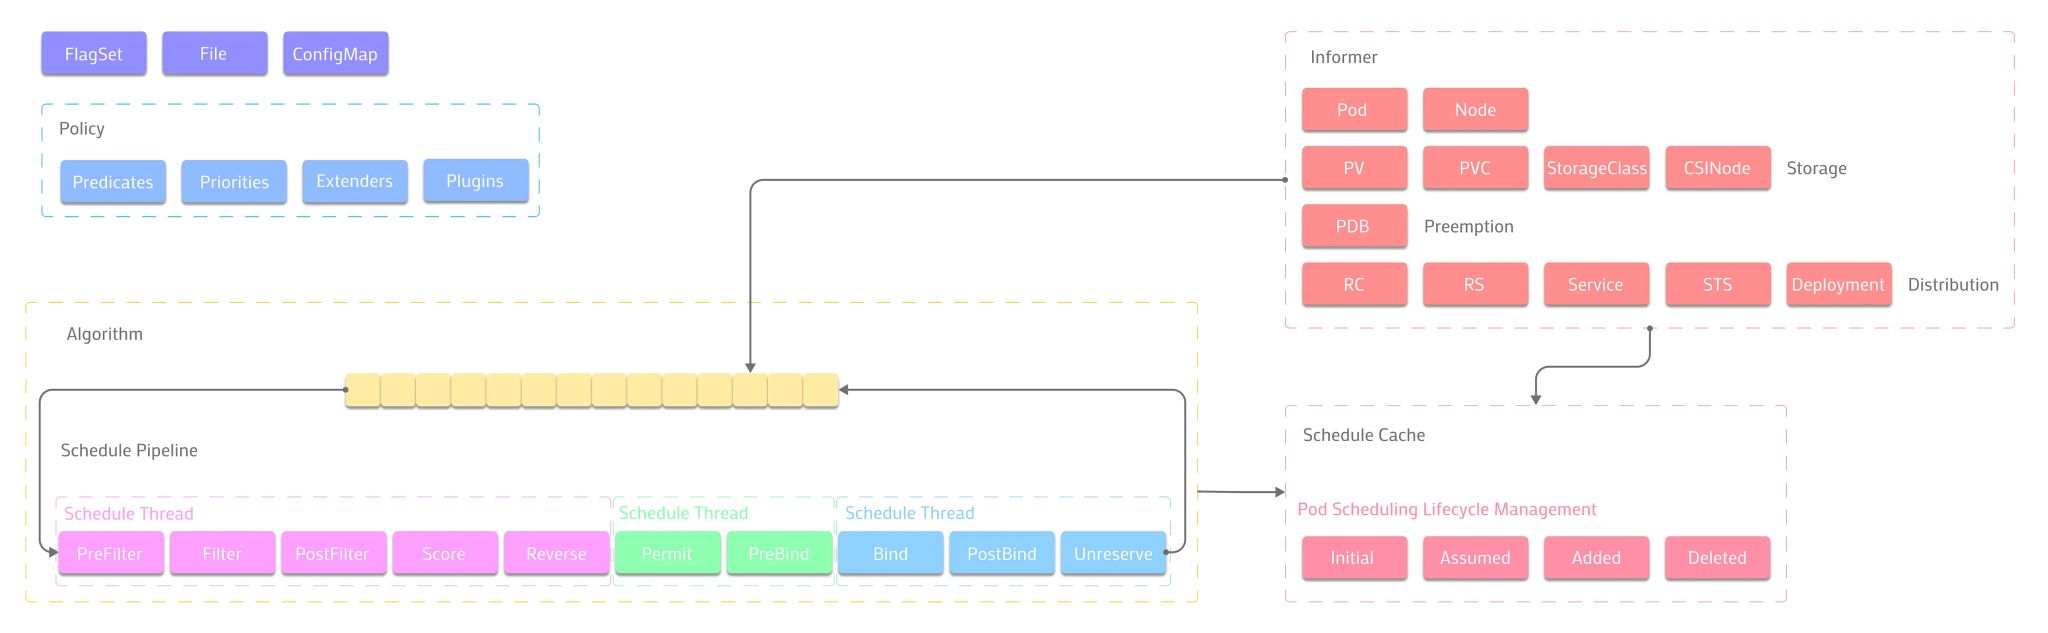 FlagSet File ConfigMap
Policy
Predicates Priorities Extenders Plugins
Informer
Pod Node
PV PVC StorageClass CSINode Storage
PDB Preemption
RC RS Service STS Deployment Distribution
Algorithm
Schedule Pipeline
Schedule Thread Schedule Thread Schedule Thread
PreFilter Filter PostFilter Score Reverse Permit PreBind Bind PostBind Unreserve
Schedule Cache
Pod Scheduling Lifecycle Management
Initial Assumed Added Deleted